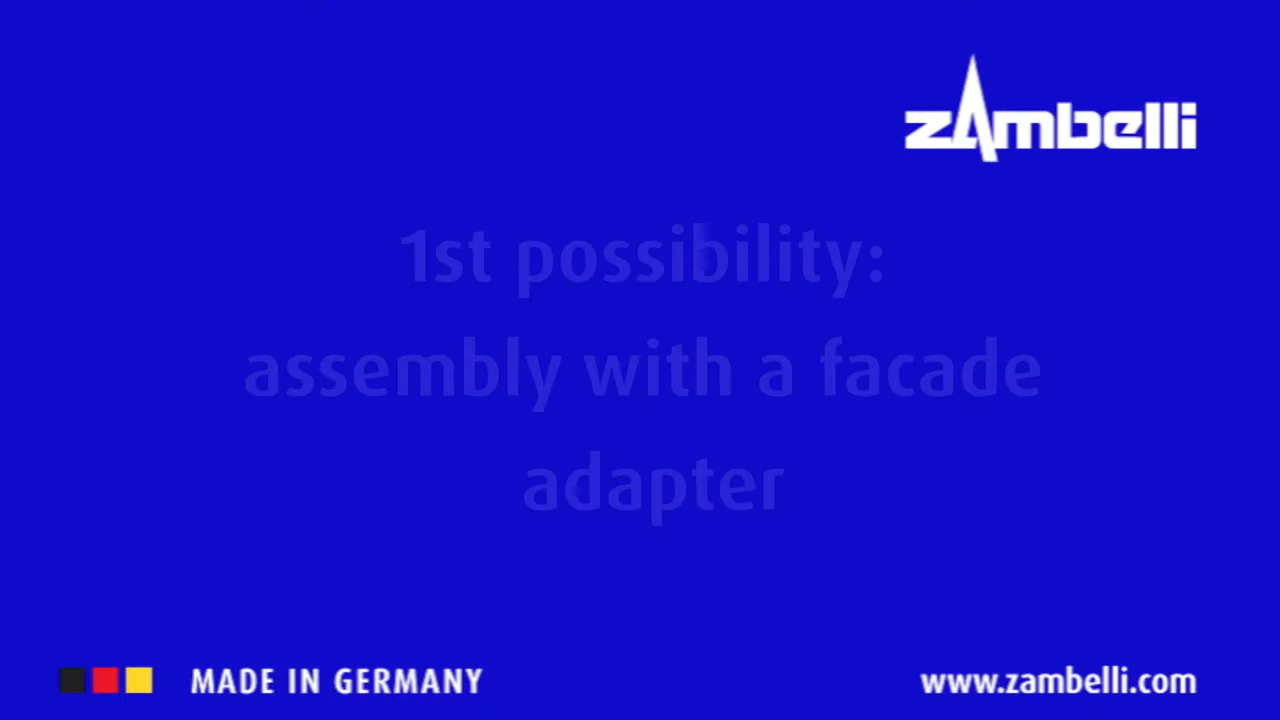 zAmbelli
1st possibility:
assembly with a facade
adapter
MADE IN GERMANY
www.zambelli.com